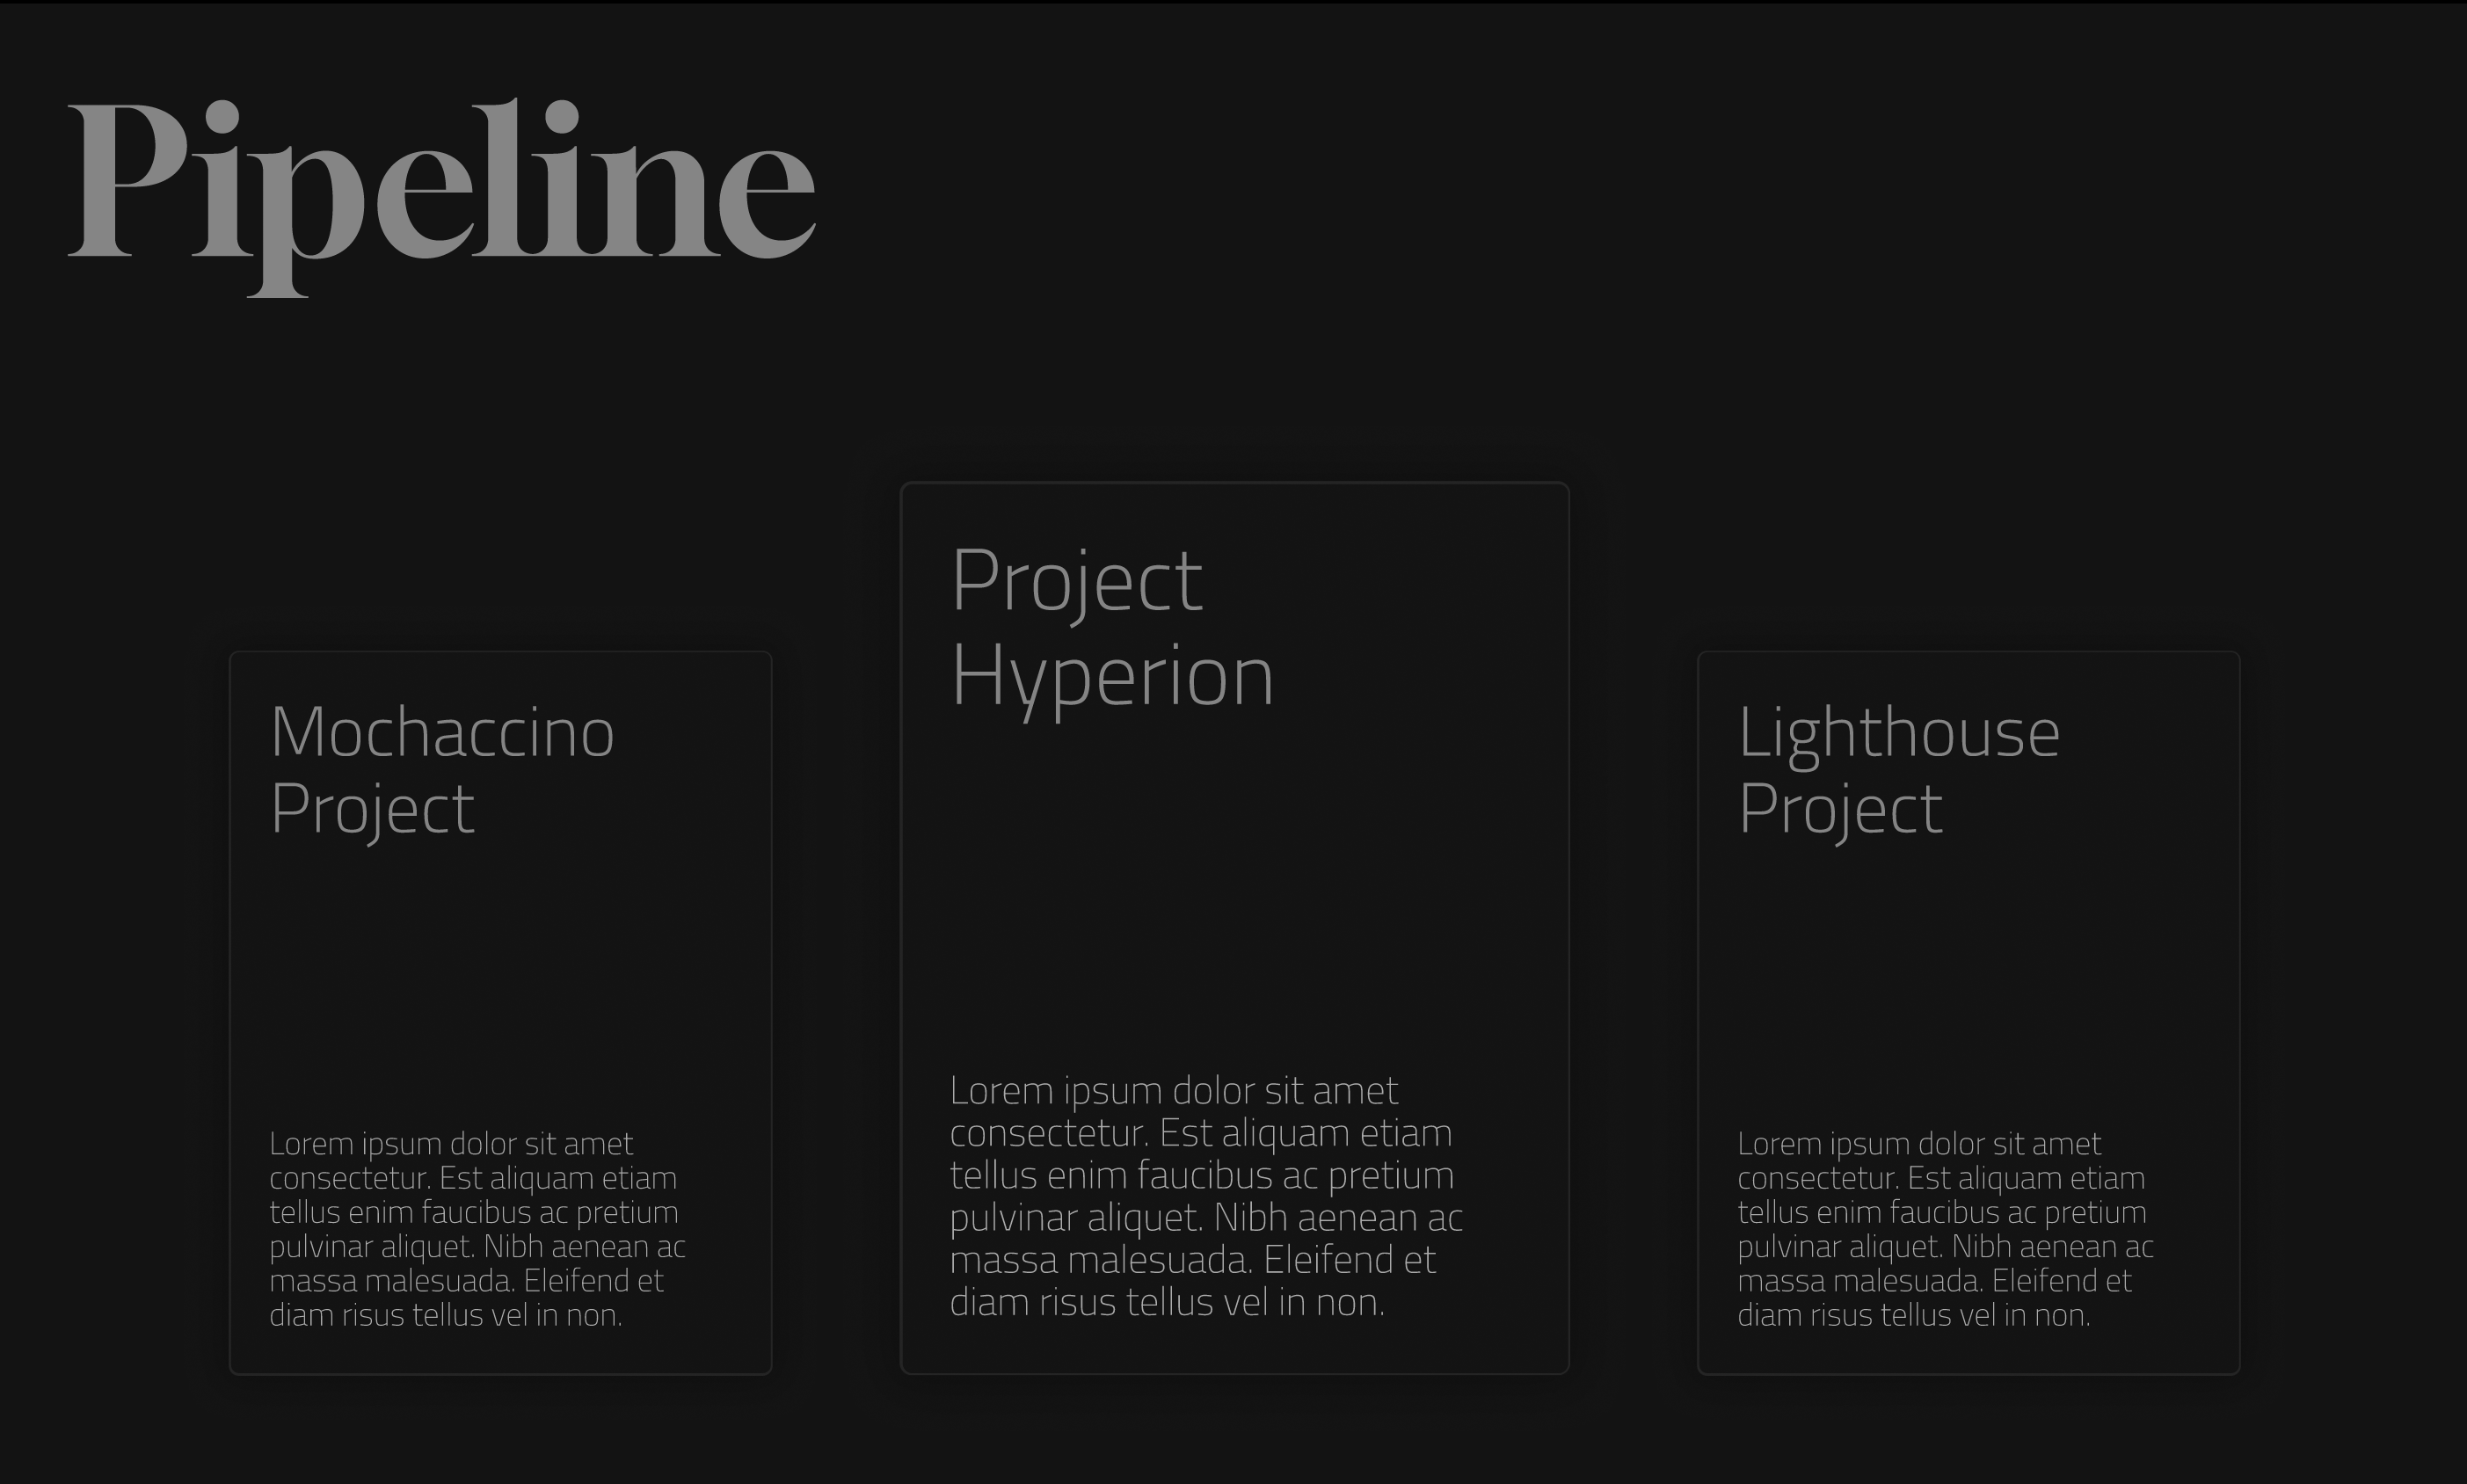 Pipeline
Mochaccino
Project
Lorem ipsum dolor sit amet
consectetur. Est aliquam etiam
tellus enim faucibus ac pretium
pulvinar aliquet. Nibh aenean ac
massa malesuada. Eleifend et
diam risus tellus vel in non.
Project
Hyperion
Lorem ipsum dolor sit amet
consectetur. Est aliquam etiam
tellus enim faucibus ac pretium
pulvinar aliquet. Nibh aenean ac
massa malesuada. Eleifend et
diam risus tellus vel in non.
Lighthouse
Project
Lorem ipsum dolor sit amet
consectetur. Est aliquam etiam
tellus enim faucibus ac pretium
pulvinar aliquet. Nibh aenean ac
massa malesuada. Eleifend et
diam risus tellus vel in non.